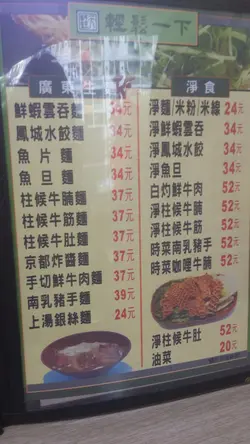 輕鬆一下
廣東生
鮮蝦雲吞麵 34元
鳳城水餃麵 34元
魚片麵 34元
魚旦麵 34元
柱候牛腩麵 37元
柱候牛筋麵 37元
柱候牛肚麵 37元
京都炸醬麵 37元
手切鮮牛肉麵 37元
南乳豬手麵 39元
上湯銀絲麵 24元
淨食
淨麵/米粉/米線 24元
淨鮮蝦雲吞 34元
淨鳳城水餃 34元
淨魚旦 34元
白灼鮮牛肉 52元
淨柱候牛腩 52元
淨柱候牛筋 52元
時菜南乳豬手 52元
時菜咖喱牛腩 52元
淨柱候牛肚 52元
油菜 20元